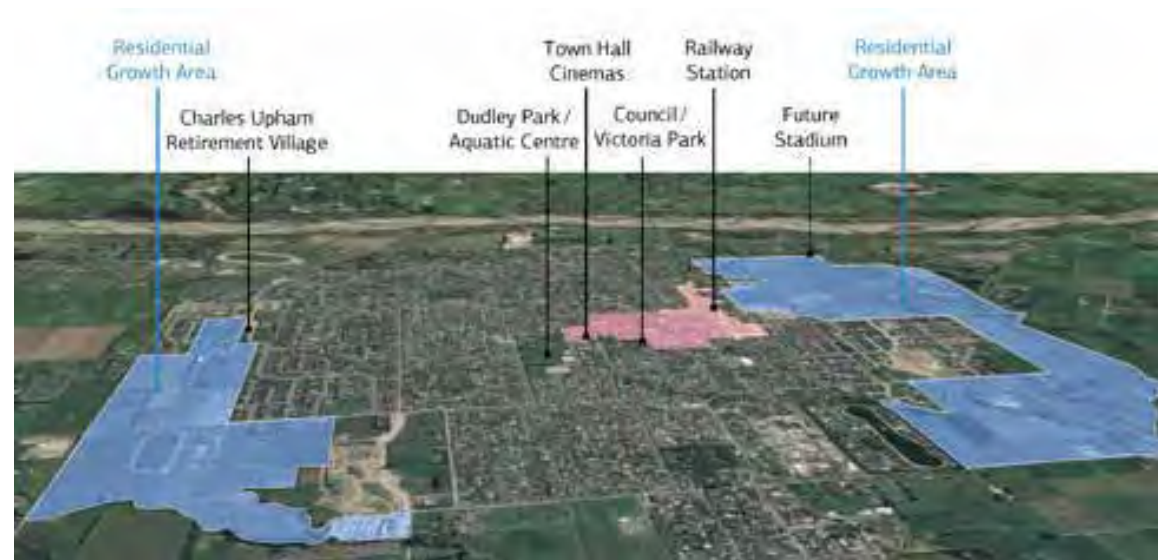 Residential
Growth Area
Charles Upham
Retirement Village
Dudley Park /
Aquatic Centre
Town Hall
Cinemas
Council /
Victoria Park
Railway
Station
Future
Stadium
Residential
Growth Area